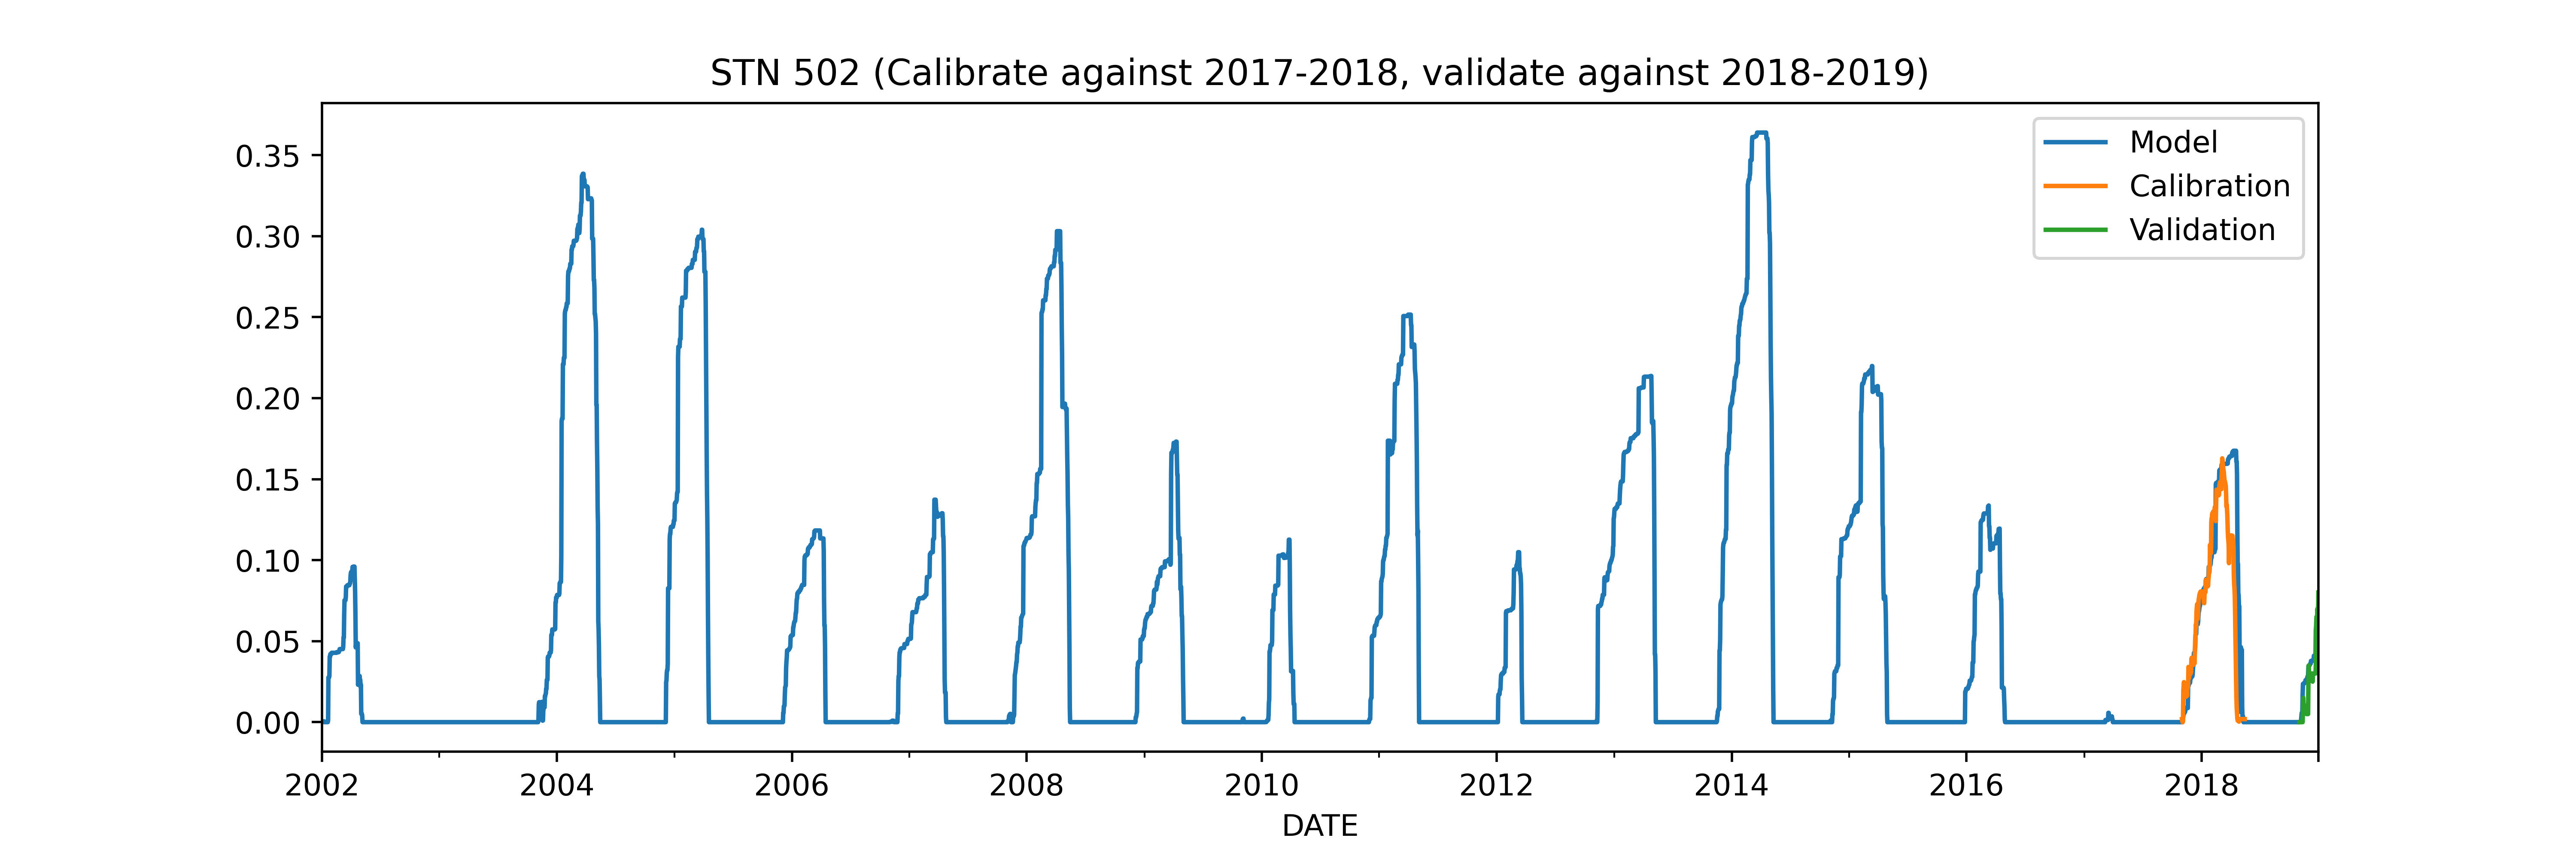 STN 502 (Calibrate against 2017-2018, validate against 2018-2019)
Model
Calibration
Validation
0.35
0.30
0.25
0.20
0.15
0.10
0.05
0.00
2002 2004 2006 2008 2010 2012 2014 2016 2018
DATE